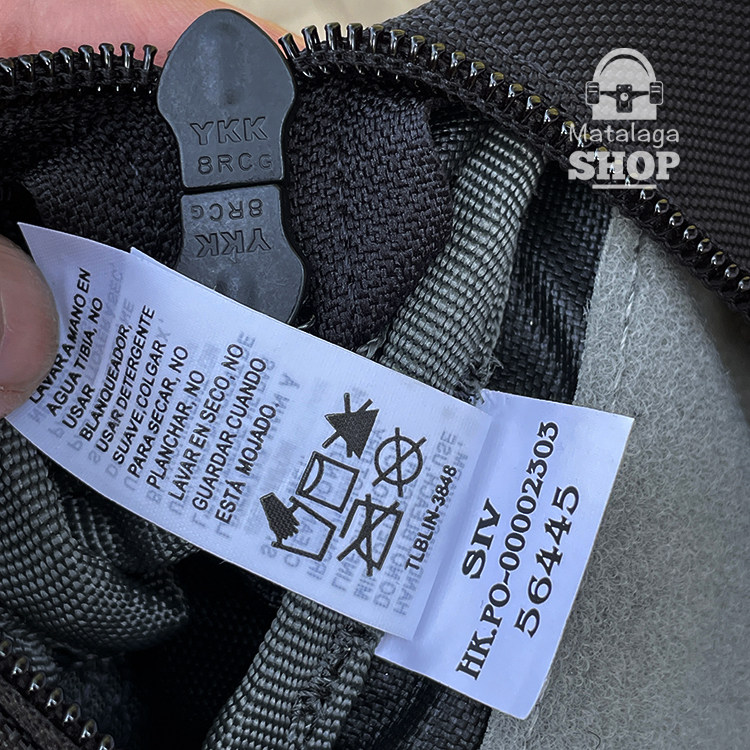 YKK
8RCG
YKK
8RCG
Matalaga
SHOP
LAVAR A MANO EN
AGUA TIBIA, NO
USAR
BLANQUEADOR,
USAR DETERGENTE
SUAVE COLGAR
PARA SECAR, NO
PLANCHAR, NO
LAVAR EN SECO, NO
GUARDAR CUANDO
ESTÁ MOJADO.
TLBLIN-3848
SIV
HK.PO-00002303
56445